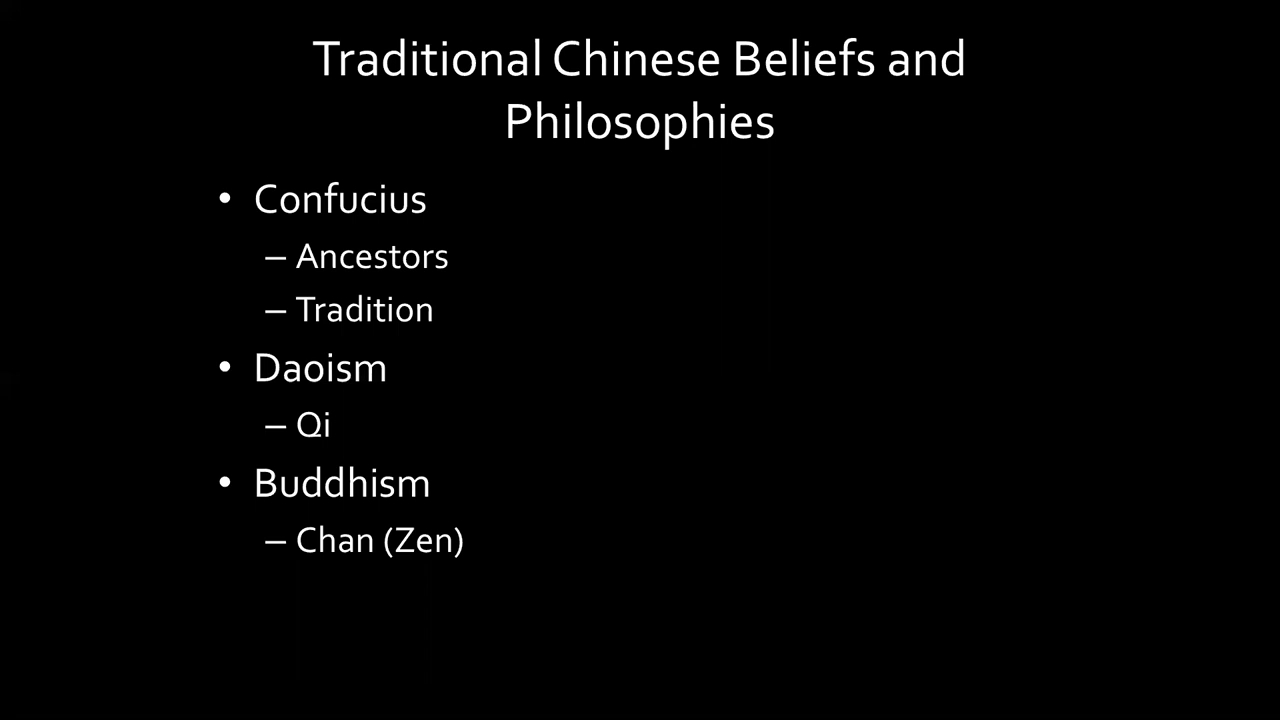 Traditional Chinese Beliefs and
Philosophies
• Confucius
– Ancestors
– Tradition
• Daoism
– Qi
• Buddhism
– Chan (Zen)